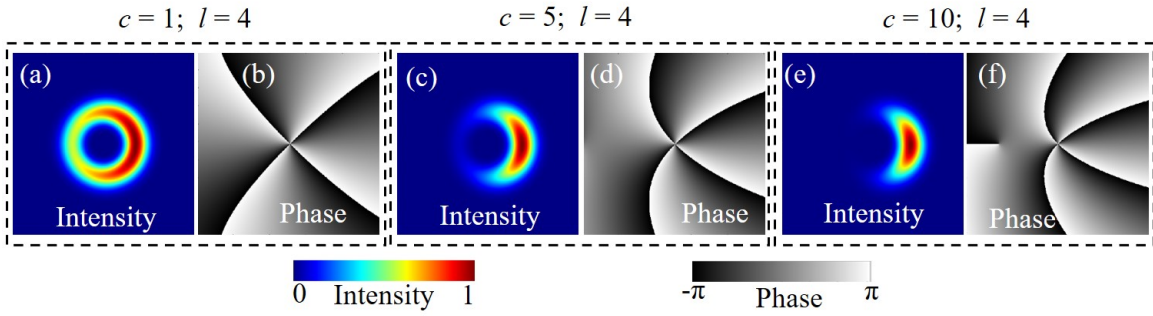 c = 1; l = 4
c = 5; l = 4
c = 10; l = 4
(a)
(b)
(c)
(d)
(e)
(f)
Intensity
Phase
Intensity
Phase
Intensity
Phase
0
Intensity
1
-π
Phase
π